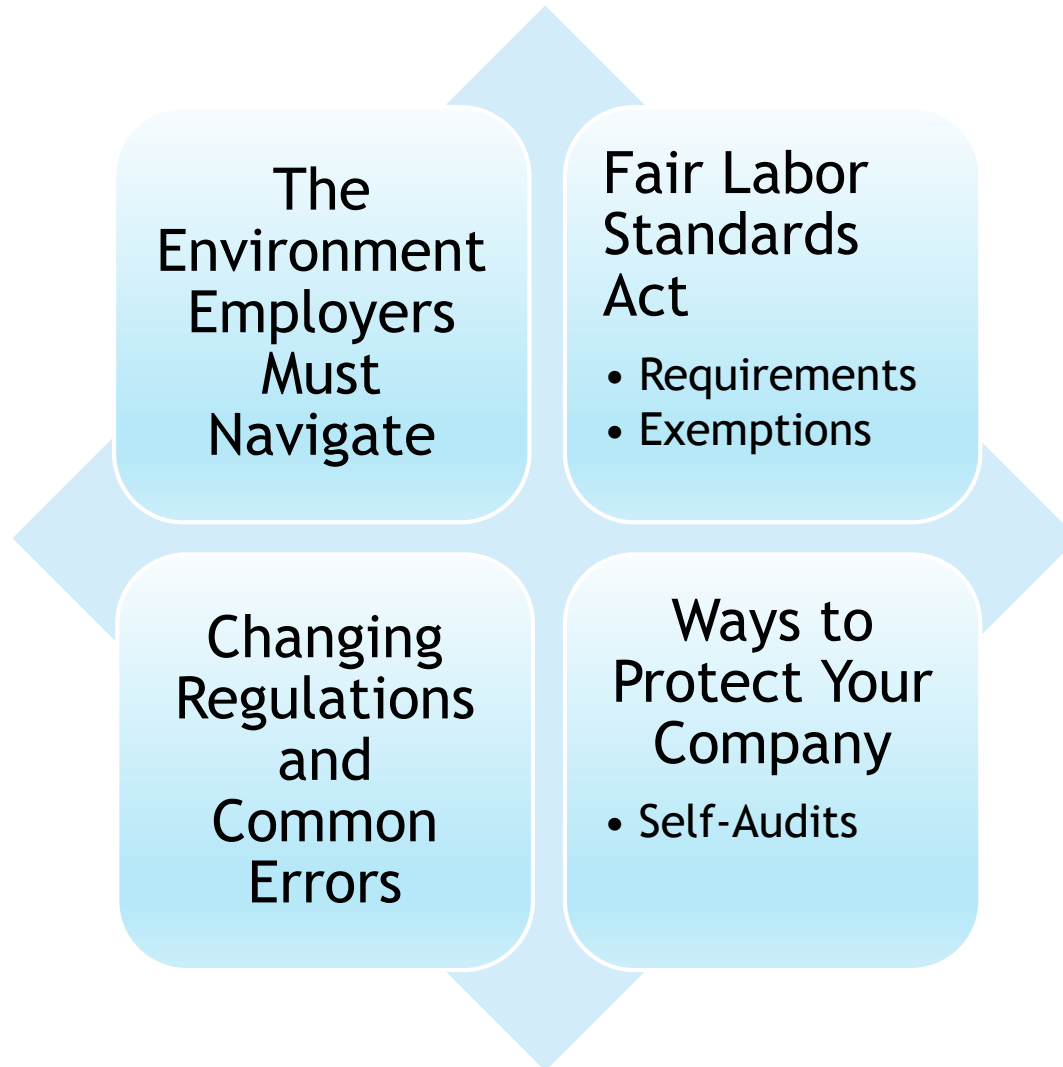 The
Environment
Employers
Must
Navigate
Fair Labor
Standards
Act
• Requirements
• Exemptions
Changing
Regulations
and
Common
Errors
Ways to
Protect Your
Company
• Self-Audits